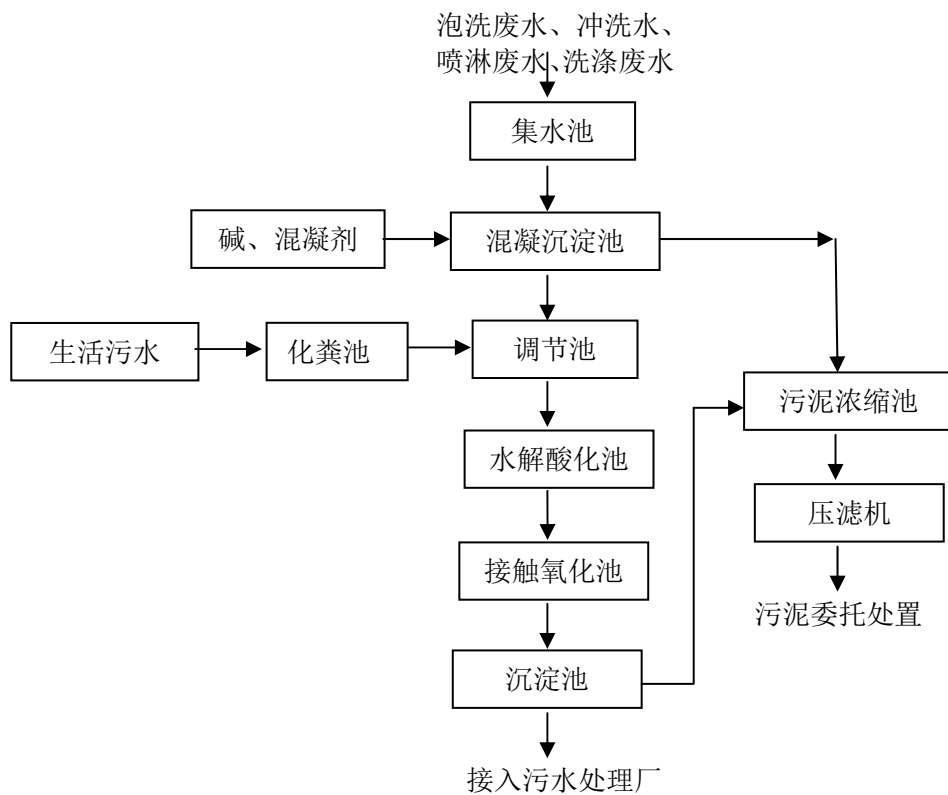 泡洗废水、冲洗水、
喷淋废水、洗涤废水
集水池
碱、混凝剂
混凝沉淀池
生活污水
化粪池
调节池
污泥浓缩池
水解酸化池
压滤机
接触氧化池
污泥委托处置
沉淀池
接入污水处理厂